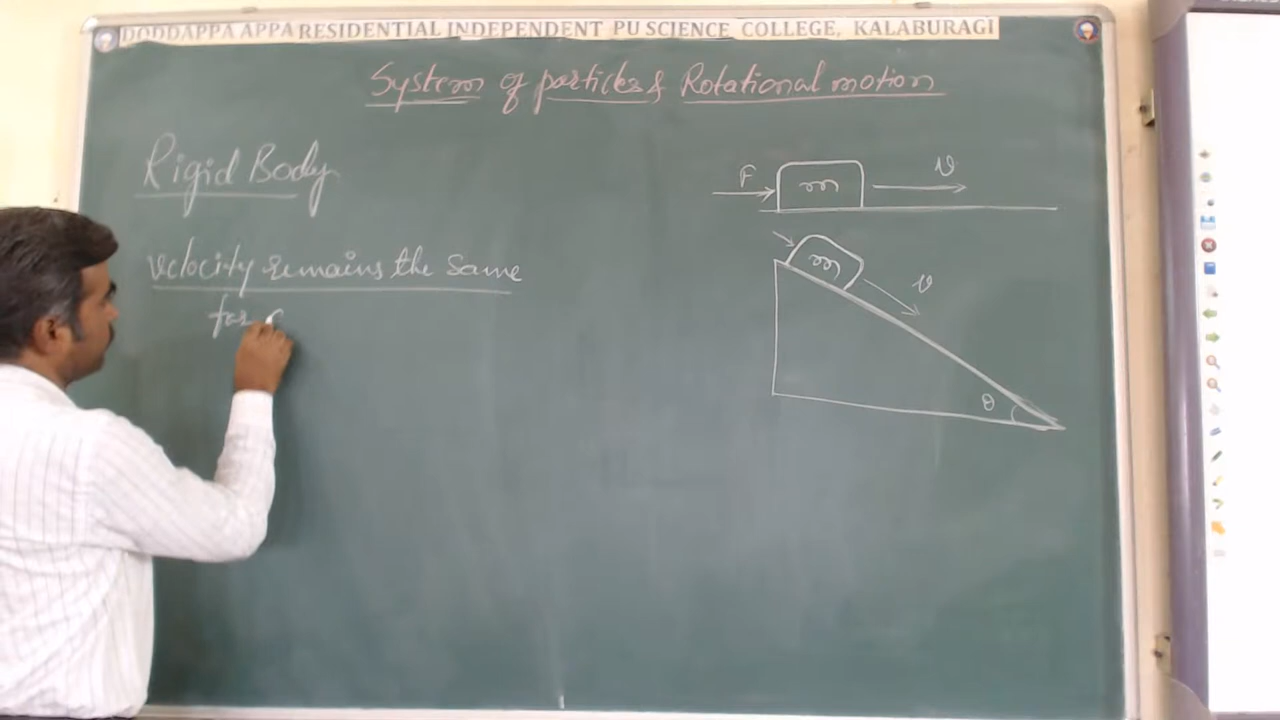 DODDAPPA APPA RESIDENTIAL INDEPENDENT PU SCIENCE COLLEGE, KALABURAGI
System of particles & Rotational motion
Rigid Body
velocity remains the same
for
F
v
v
θ